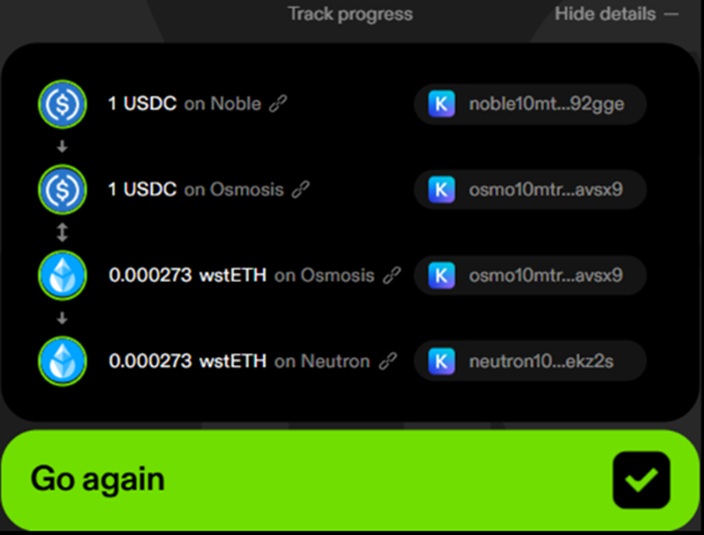 Track progress Hide details —
1 USDC on Noble noble10mt...92gge
1 USDC on Osmosis osmo10mtr...avsx9
0.000273 wstETH on Osmosis osmo10mtr...avsx9
0.000273 wstETH on Neutron neutron10...ekz2s
Go again